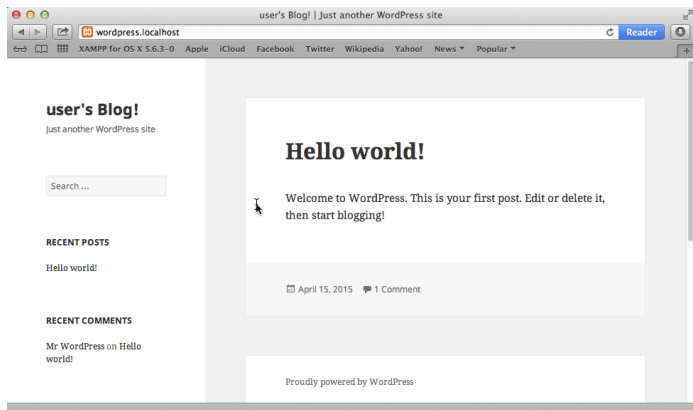 user's Blog! | Just another WordPress site
wordpress.localhost
Reader
XAMPP for OS X 5.6.3-0 Apple iCloud Facebook Twitter Wikipedia Yahoo! News Popular
user's Blog!
Just another WordPress site
Search ...
RECENT POSTS
Hello world!
RECENT COMMENTS
Mr WordPress on Hello
world!
Hello world!
Welcome to WordPress. This is your first post. Edit or delete it,
then start blogging!
April 15, 2015 1 Comment
Proudly powered by WordPress